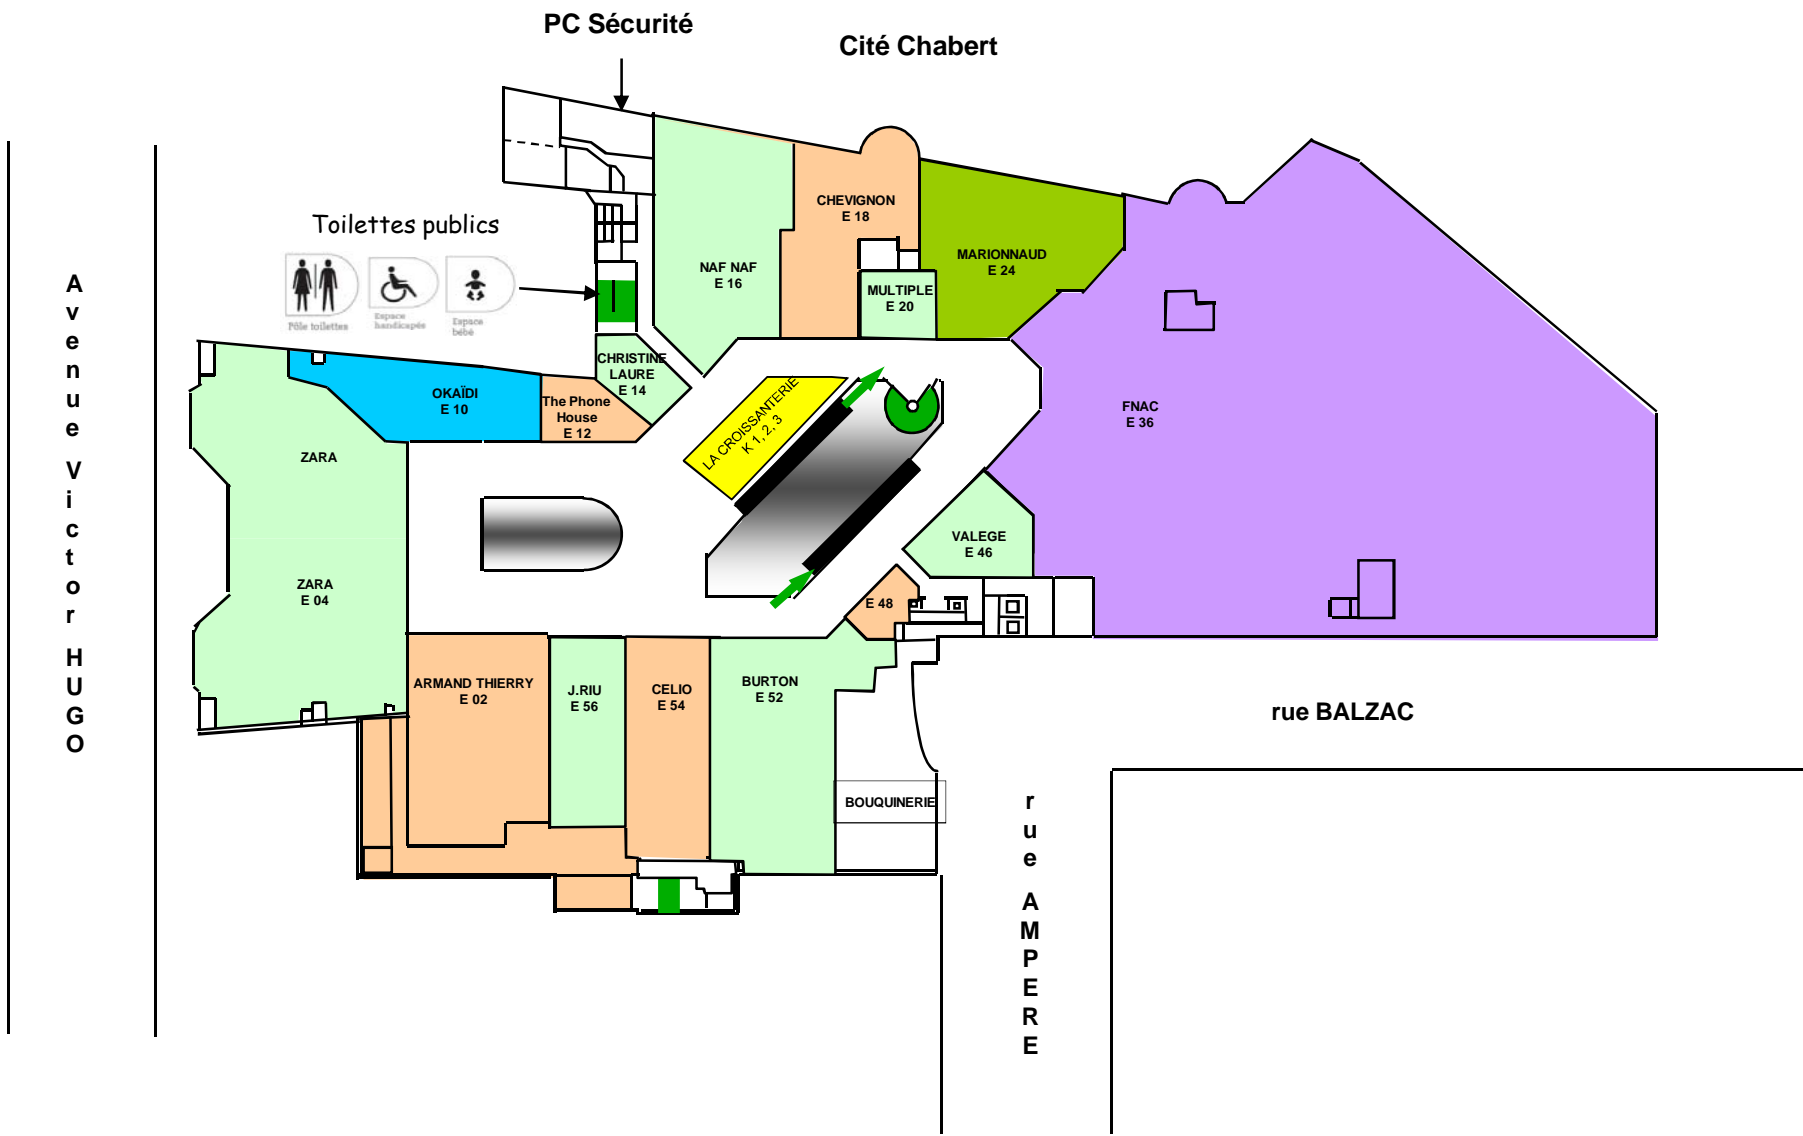 PC Sécurité
Cité Chabert
Toilettes publics
Pôle toilettes
Espace
handicapés
Espace
bébé
CHEVIGNON
E 18
MARIONNAUD
E 24
NAF NAF
E 16
MULTIPLE
E 20
CHRISTINE
LAURE
E 14
OKAÏDI
E 10
The Phone
House
E 12
LA CROISSANTERIE
K 1, 2, 3
FNAC
E 36
ZARA
ZARA
E 04
VALEGE
E 46
E 48
ARMAND THIERRY
E 02
J.RIU
E 56
CELIO
E 54
BURTON
E 52
BOUQUINERIE
Avenue Victor HUGO
rue BALZAC
rue AMPERE